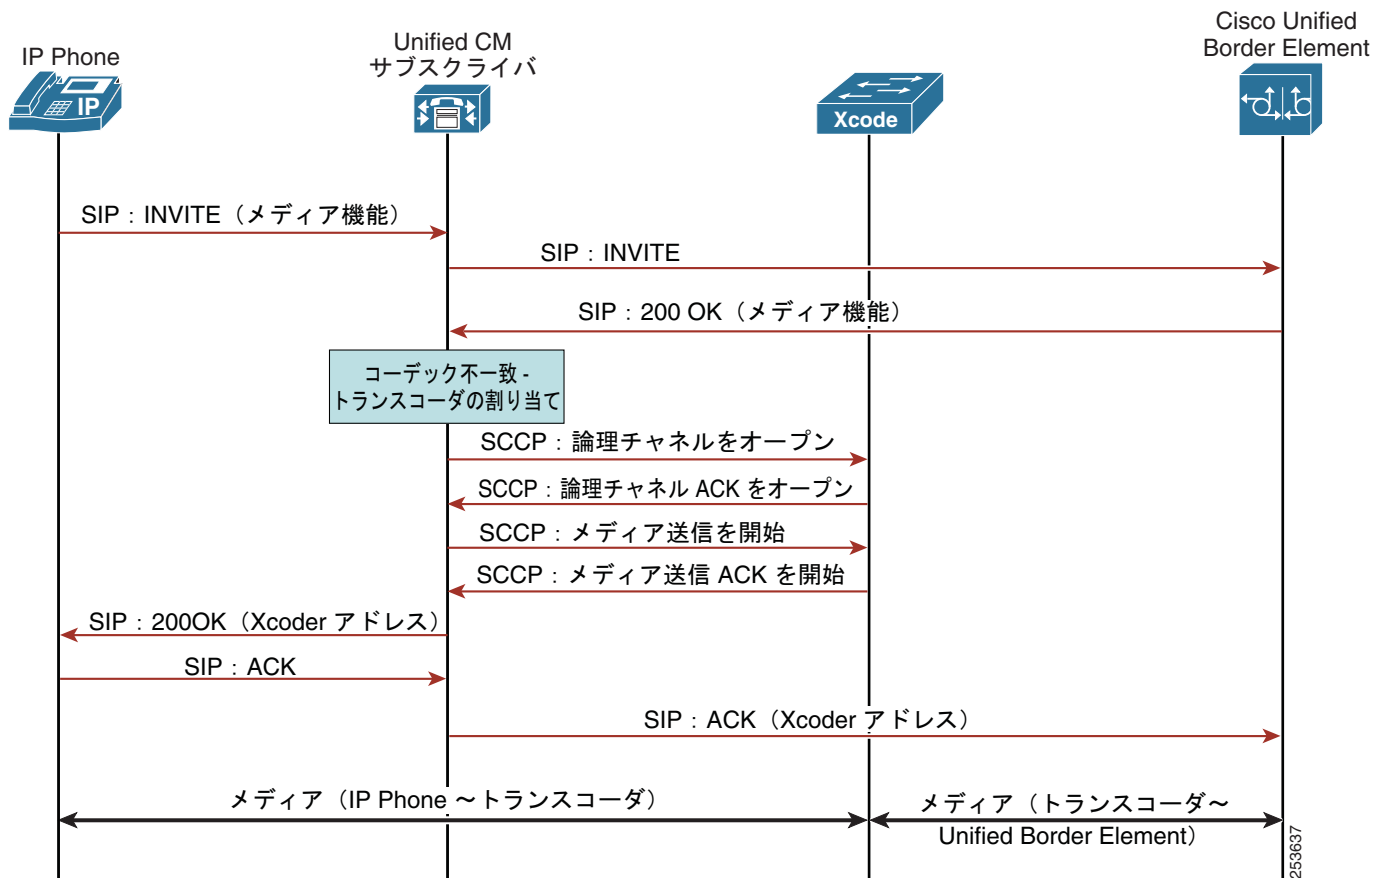 IP Phone
Unified CM
サブスクライバ
Cisco Unified
Border Element
IP
Xcode
SIP：INVITE（メディア機能）
SIP：INVITE
SIP：200 OK（メディア機能）
コーデック不一致 -
トランスコーダの割り当て
SCCP：論理チャネルをオープン
SCCP：論理チャネル ACK をオープン
SCCP：メディア送信を開始
SCCP：メディア送信 ACK を開始
SIP：200OK（Xcoder アドレス）
SIP：ACK
SIP：ACK（Xcoder アドレス）
メディア（IP Phone ～トランスコーダ）
メディア（トランスコーダ～
Unified Border Element）
253637